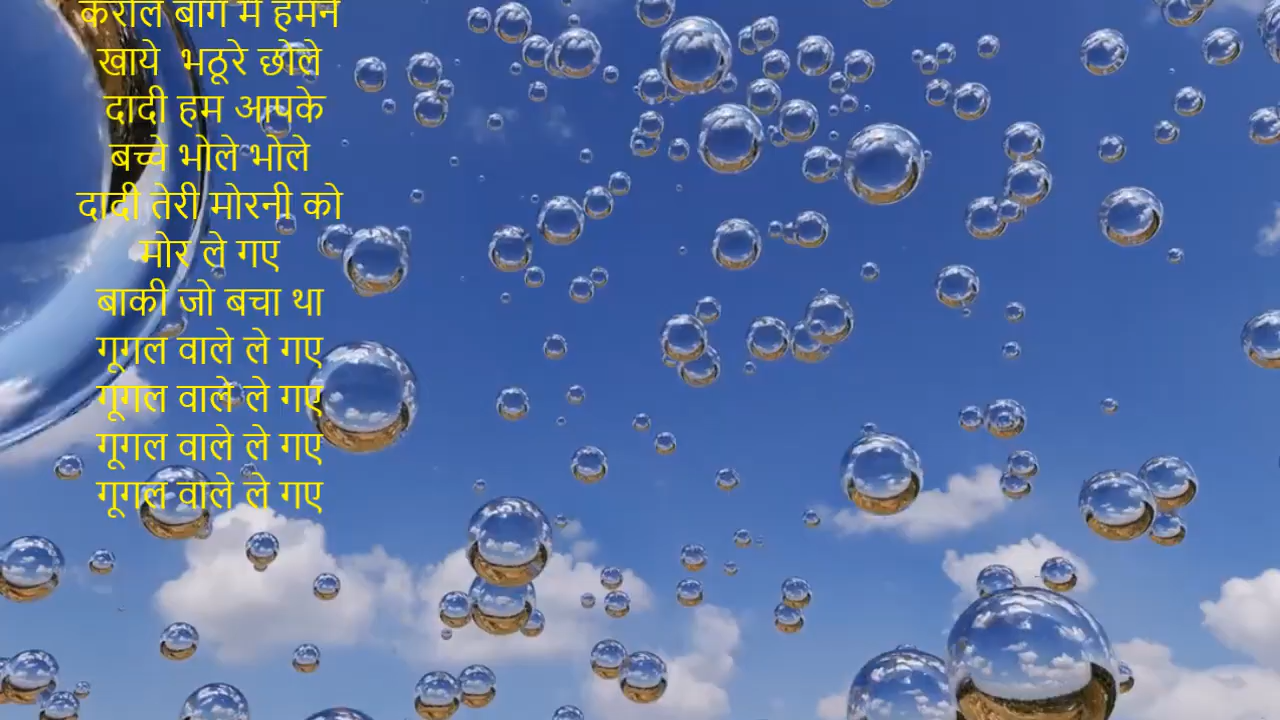 करोल बाग में हमने
खाये भठूरे छोले
दादी हम आपके
बच्चे भोले भोले
दादी तेरी मोरनी को
मोर ले गए
बाकी जो बचा था
गूगल वाले ले गए
गूगल वाले ले गए
गूगल वाले ले गए
गूगल वाले ले गए